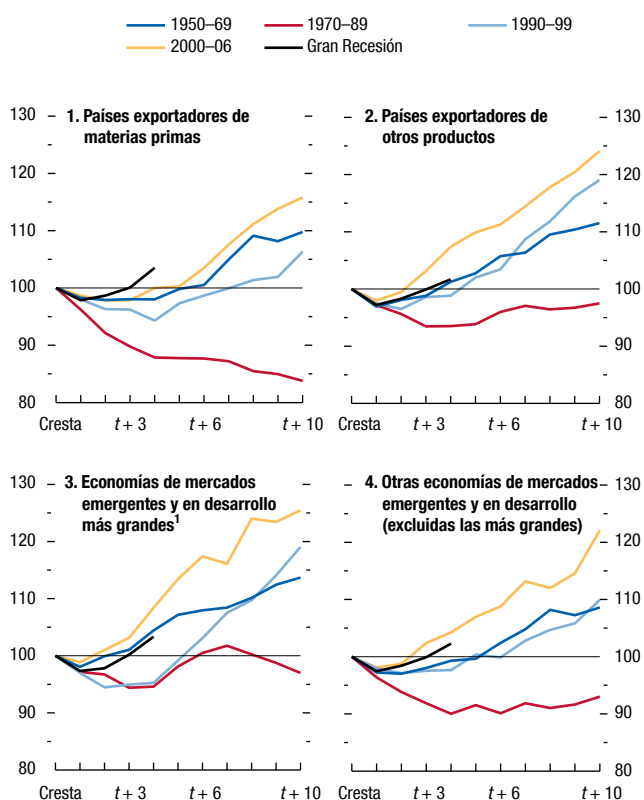 1950–69 1970–89 1990–99
2000–06 Gran Recesión
1. Países exportadores de
materias primas
130
120
110
100
90
80
Cresta t + 3 t + 6 t + 10
2. Países exportadores de
otros productos
130
120
110
100
90
80
Cresta t + 3 t + 6 t + 10
3. Economías de mercados
emergentes y en desarrollo
más grandes1
130
120
110
100
90
80
Cresta t + 3 t + 6 t + 10
4. Otras economías de mercados
emergentes y en desarrollo
(excluidas las más grandes)
130
120
110
100
90
80
Cresta t + 3 t + 6 t + 10